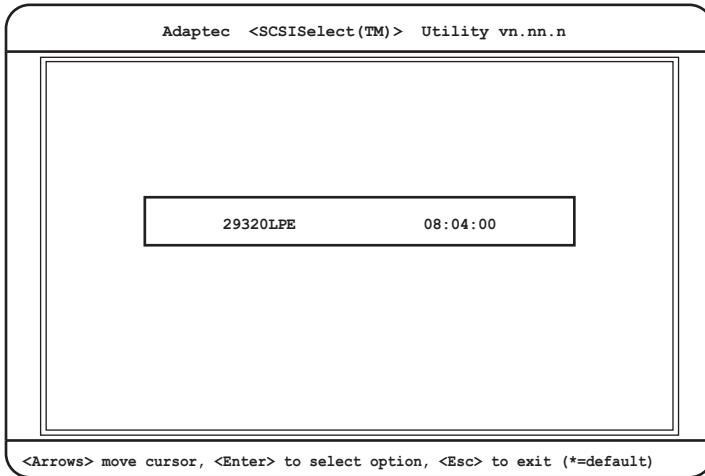 Adaptec <SCSISelect(TM)> Utility vn.nn.n
29320LPE 08:04:00
<Arrows> move cursor, <Enter> to select option, <Esc> to exit (*=default)